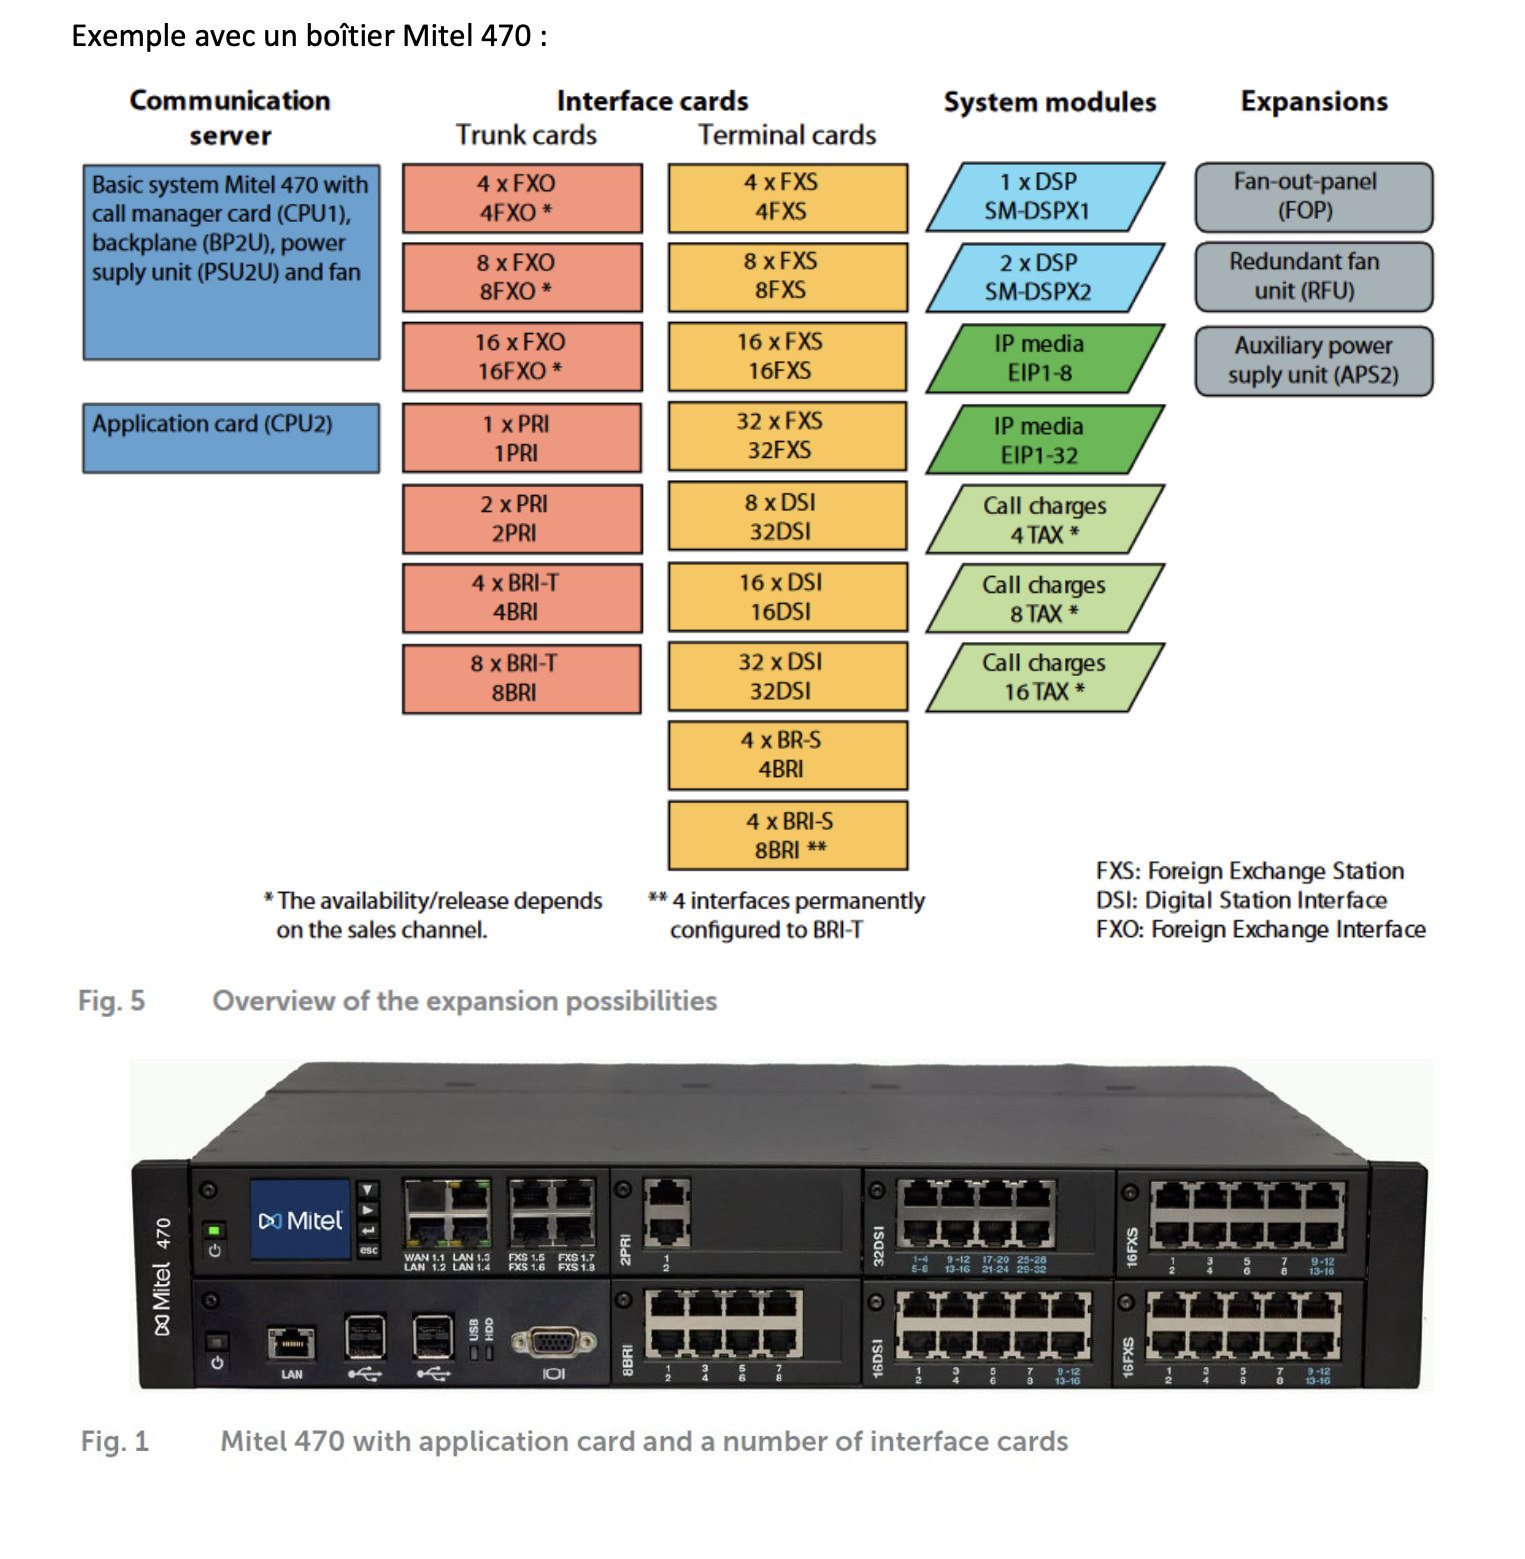 Exemple avec un boîtier Mitel 470 :
Communication
server
Interface cards
Trunk cards
Terminal cards
System modules
Expansions
Basic system Mitel 470 with
call manager card (CPU1),
backplane (BP2U), power
suply unit (PSU2U) and fan
Application card (CPU2)
4 x FXO
4FXO *
8 x FXO
8FXO *
16 x FXO
16FXO *
1 x PRI
1PRI
2 x PRI
2PRI
4 x BRI-T
4BRI
8 x BRI-T
8BRI
4 x FXS
4FXS
8 x FXS
8FXS
16 x FXS
16FXS
32 x FXS
32FXS
8 x DSI
32DSI
16 x DSI
16DSI
32 x DSI
32DSI
4 x BR-S
4BRI
4 x BRI-S
8BRI **
1 x DSP
SM-DSPX1
2 x DSP
SM-DSPX2
IP media
EIP1-8
IP media
EIP1-32
Call charges
4 TAX *
Call charges
8 TAX *
Call charges
16 TAX *
Fan-out-panel
(FOP)
Redundant fan
unit (RFU)
Auxiliary power
suply unit (APS2)
* The availability/release depends
on the sales channel.
** 4 interfaces permanently
configured to BRI-T
FXS: Foreign Exchange Station
DSI: Digital Station Interface
FXO: Foreign Exchange Interface
Fig. 5 Overview of the expansion possibilities
Mitel 470
Mitel
esc
WAN 1.1 LAN 1.3
LAN 1.2 LAN 1.4
FXS 1.5 FXS 1.7
FXS 1.6 FXS 1.8
2PRI
1
2
32DSI
1-4 9-12 17-20 25-28
5-8 13-16 21-24 29-32
16FXS
1 3 5 7 9-12
2 4 6 8 13-16
LAN
USB
HDD
8BRI
1 3 5 7
2 4 6 8
16DSI
1 3 5 7 9-12
2 4 6 8 13-16
16FXS
1 3 5 7 9-12
2 4 6 8 13-16
Fig. 1 Mitel 470 with application card and a number of interface cards